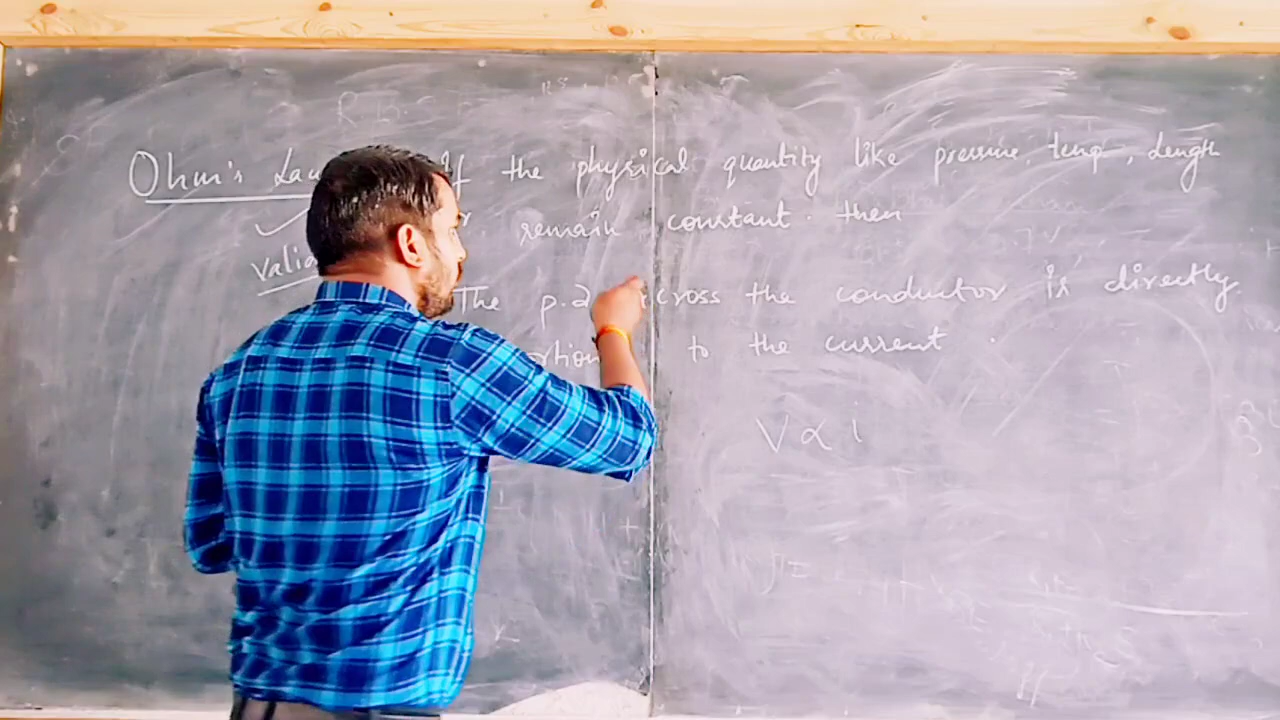 Ohm's Law If the physical quantity like pressure, temp, Length
remain constant. then
valid
The p.d across the conductor is directly
to the current.
V ∝ i